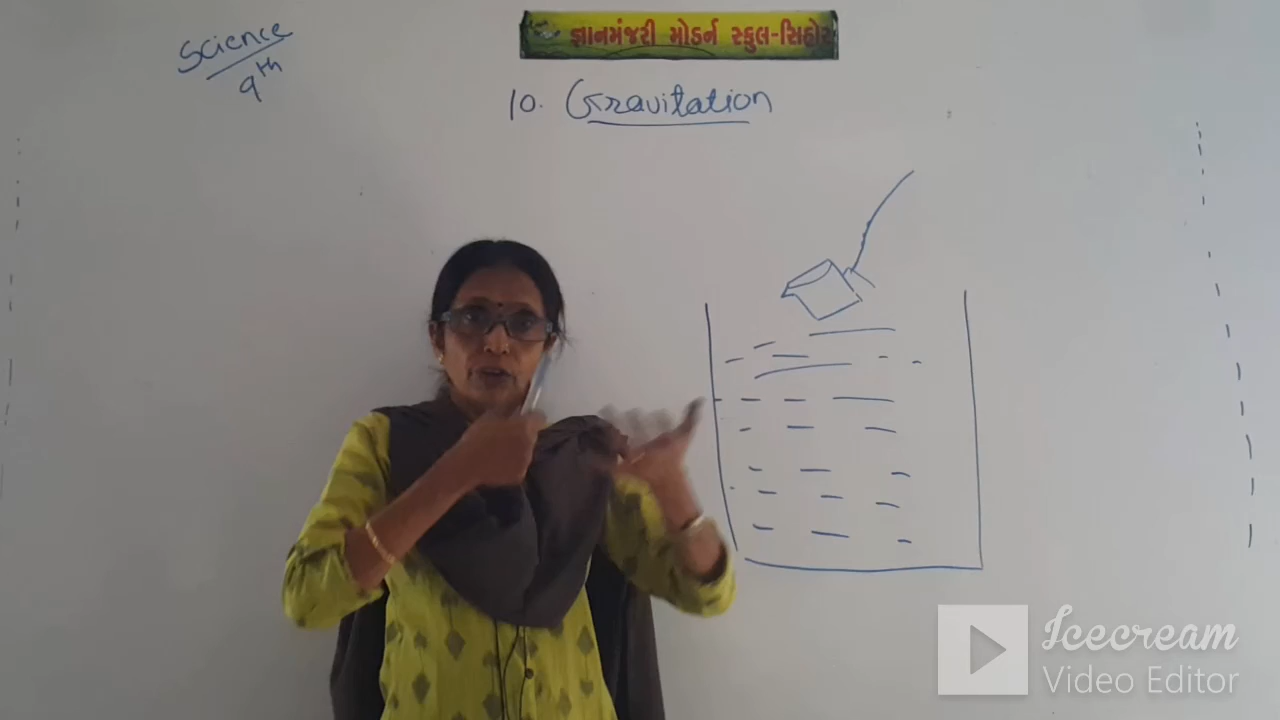 જ્ઞાનમંજરી મોડર્ન સ્કુલ-સિહોર
Science
9th
10. Gravitation
Icecream
Video Editor